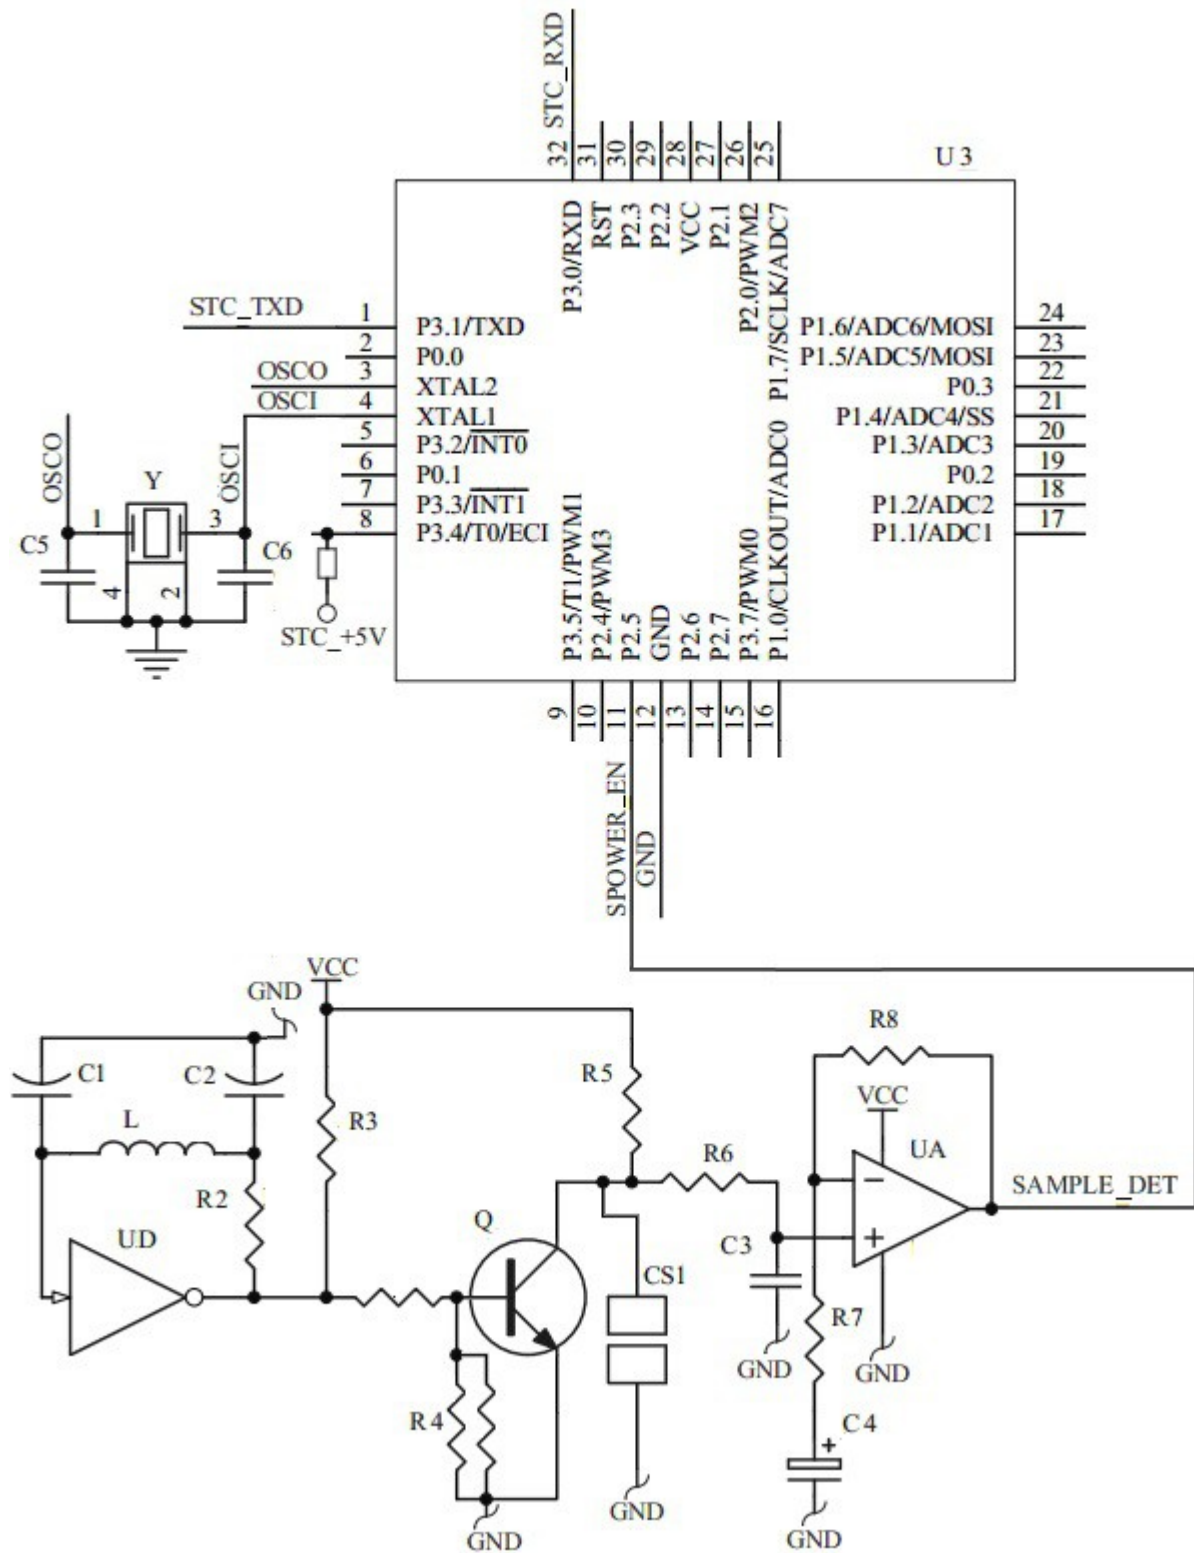 STC_RXD
32
31
30
29
28
27
26
25
U3
P3.0/RXD
RST
P2.3
P2.2
VCC
P2.1
P2.0/PWM2
P1.7/SCLK/ADC7
STC_TXD
1
P3.1/TXD
2
P0.0
OSCO
3
XTAL2
OSCI
4
XTAL1
5
P3.2/INT0
6
P0.1
7
P3.3/INT1
8
P3.4/T0/ECI
P1.6/ADC6/MOSI
24
P1.5/ADC5/MOSI
23
P0.3
22
P1.4/ADC4/SS
21
P1.3/ADC3
20
P0.2
19
P1.2/ADC2
18
P1.1/ADC1
17
OSCO
Y
OSCI
1
3
C5
C6
4
2
STC_+5V
P3.5/T1/PWM1
P2.4/PWM3
P2.5
GND
P2.6
P2.7
P3.7/PWM0
P1.0/CLKOUT/ADC0
9
10
11
12
13
14
15
16
SPOWER_EN
GND
VCC
GND
C1
C2
L
R2
R3
R5
R8
VCC
UA
R6
SAMPLE_DET
UD
Q
CS1
C3
GND
R7
GND
R4
C4
+
GND
GND
GND